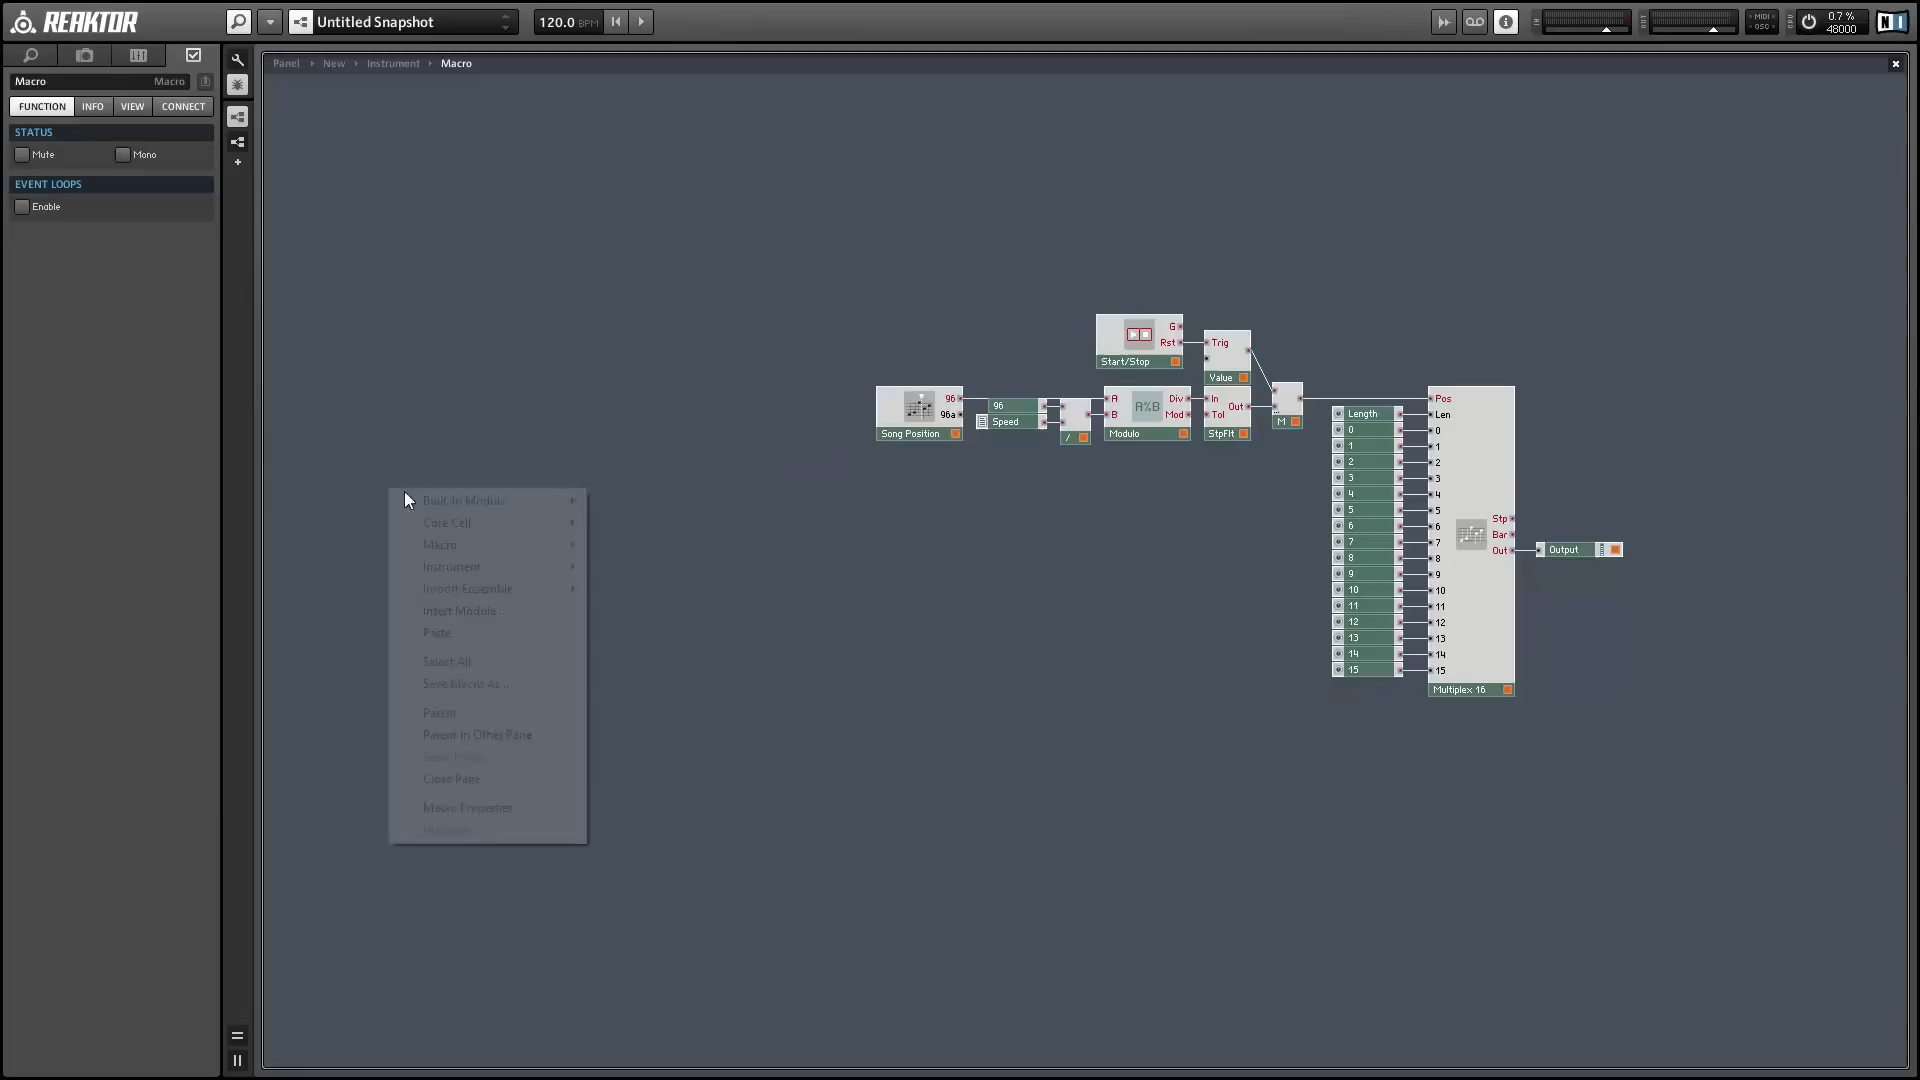 REAKTOR
Untitled Snapshot
120.0 BPM
MIDI
OSC
0.7 %
48000
Macro Macro
FUNCTION INFO VIEW CONNECT
STATUS
Mute Mono
EVENT LOOPS
Enable
Panel New Instrument Macro
G
Rst
Start/Stop
Trig
Value
96
96a
Song Position
96
Speed
/
A
B
A%B
Div
Mod
Modulo
In
Tol
Out
StpFlt
M
Length
0
1
2
3
4
5
6
7
8
9
10
11
12
13
14
15
Pos
Len
0
1
2
3
4
5
6
7
8
9
10
11
12
13
14
15
Stp
Bar
Out
Multiplex 16
Output
Built-In Module
Core Cell
Macro
Instrument
Import Ensemble
Insert Module...
Paste
Select All
Save Macro As...
Parent
Parent in Other Pane
Close Pane
Macro Properties